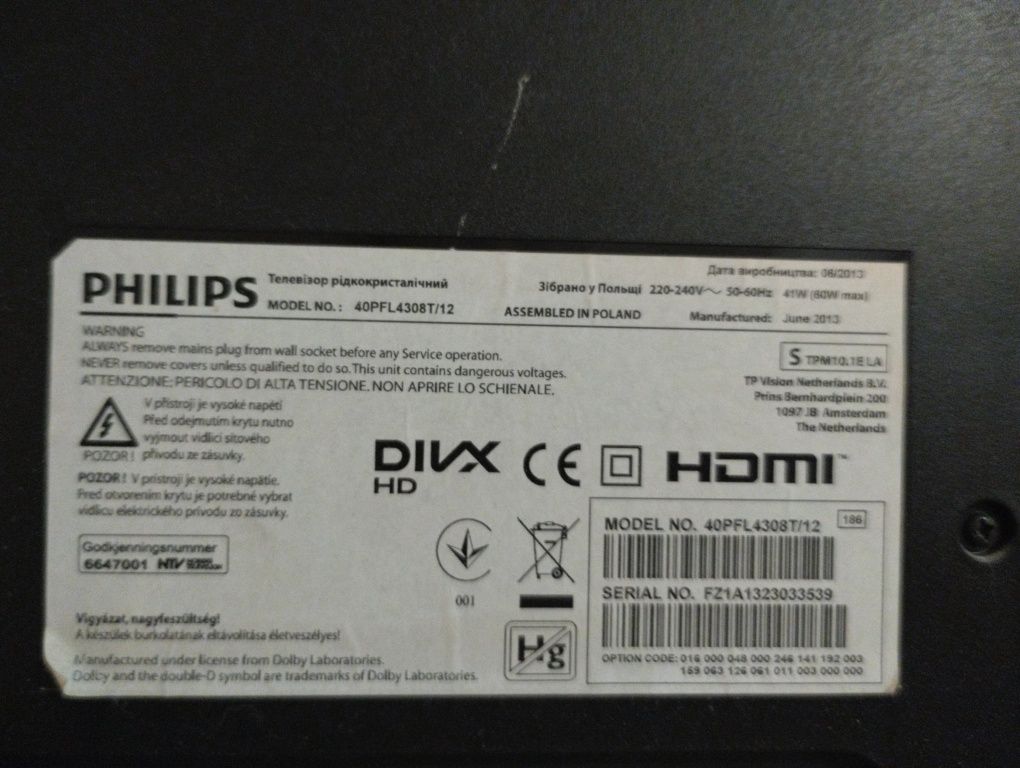 PHILIPS
Телевізор рідкокристалічний
MODEL NO.: 40PFL4308T/12
Зібрано у Польщі
ASSEMBLED IN POLAND
Дата виробництва: 06/2013
220-240V~ 50-60Hz 41W (80W max)
Manufactured: June 2013
WARNING
ALWAYS remove mains plug from wall socket before any Service operation.
NEVER remove covers unless qualified to do so. This unit contains dangerous voltages.
ATTENZIONE: PERICOLO DI ALTA TENSIONE, NON APRIRE LO SCHIENALE.
S TPM10.1E LA
TP Vision Netherlands B.V.
Prins Bernhardplein 200
1097 JB Amsterdam
The Netherlands
V přístroji je vysoké napětí
Před odejmutím krytu nutno
vyjmout vidlici síťového
POZOR! přívodu ze zásuvky.
POZOR! V prístroji je vysoké napätie.
Pred otvorením krytu je potrebné vybrať
vidlicu elektrického prívodu zo zásuvky.
DIVX
HD
CE
HDMI™
Godkjenningsnummer
6647001 NTV
001
Hg
MODEL NO. 40PFL4308T/12
186
SERIAL NO. FZ1A1323033539
OPTION CODE: 016 000 048 000 246 141 192 003
159 063 126 061 011 003 000 000
Vigyázat, nagyfeszültség!
A készülék burkolatának eltávolítása életveszélyes!
Manufactured under license from Dolby Laboratories.
Dolby and the double-D symbol are trademarks of Dolby Laboratories.